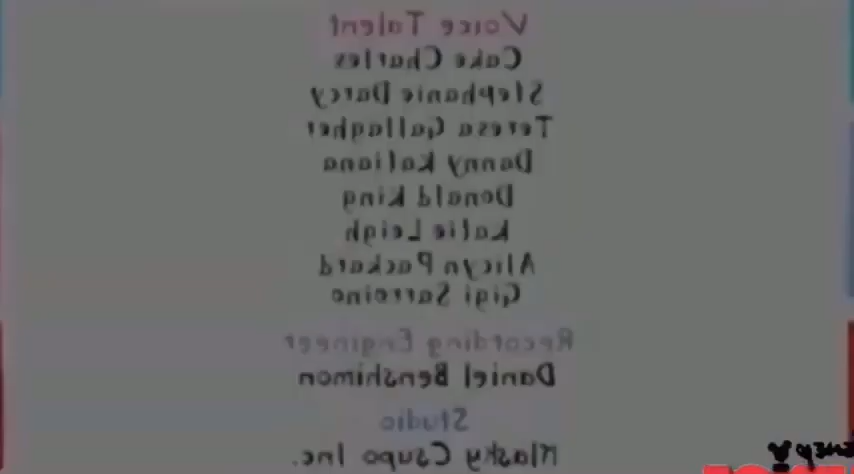 Voice Talent
Cake Charles
Stephanie Darcy
Teresa Gallagher
Danny Katiana
Donald King
Katie Leigh
Alicyn Packard
Gigi Sarroino
Recording Engineer
Daniel Benshimon
Studio
Klasky Csupo Inc.